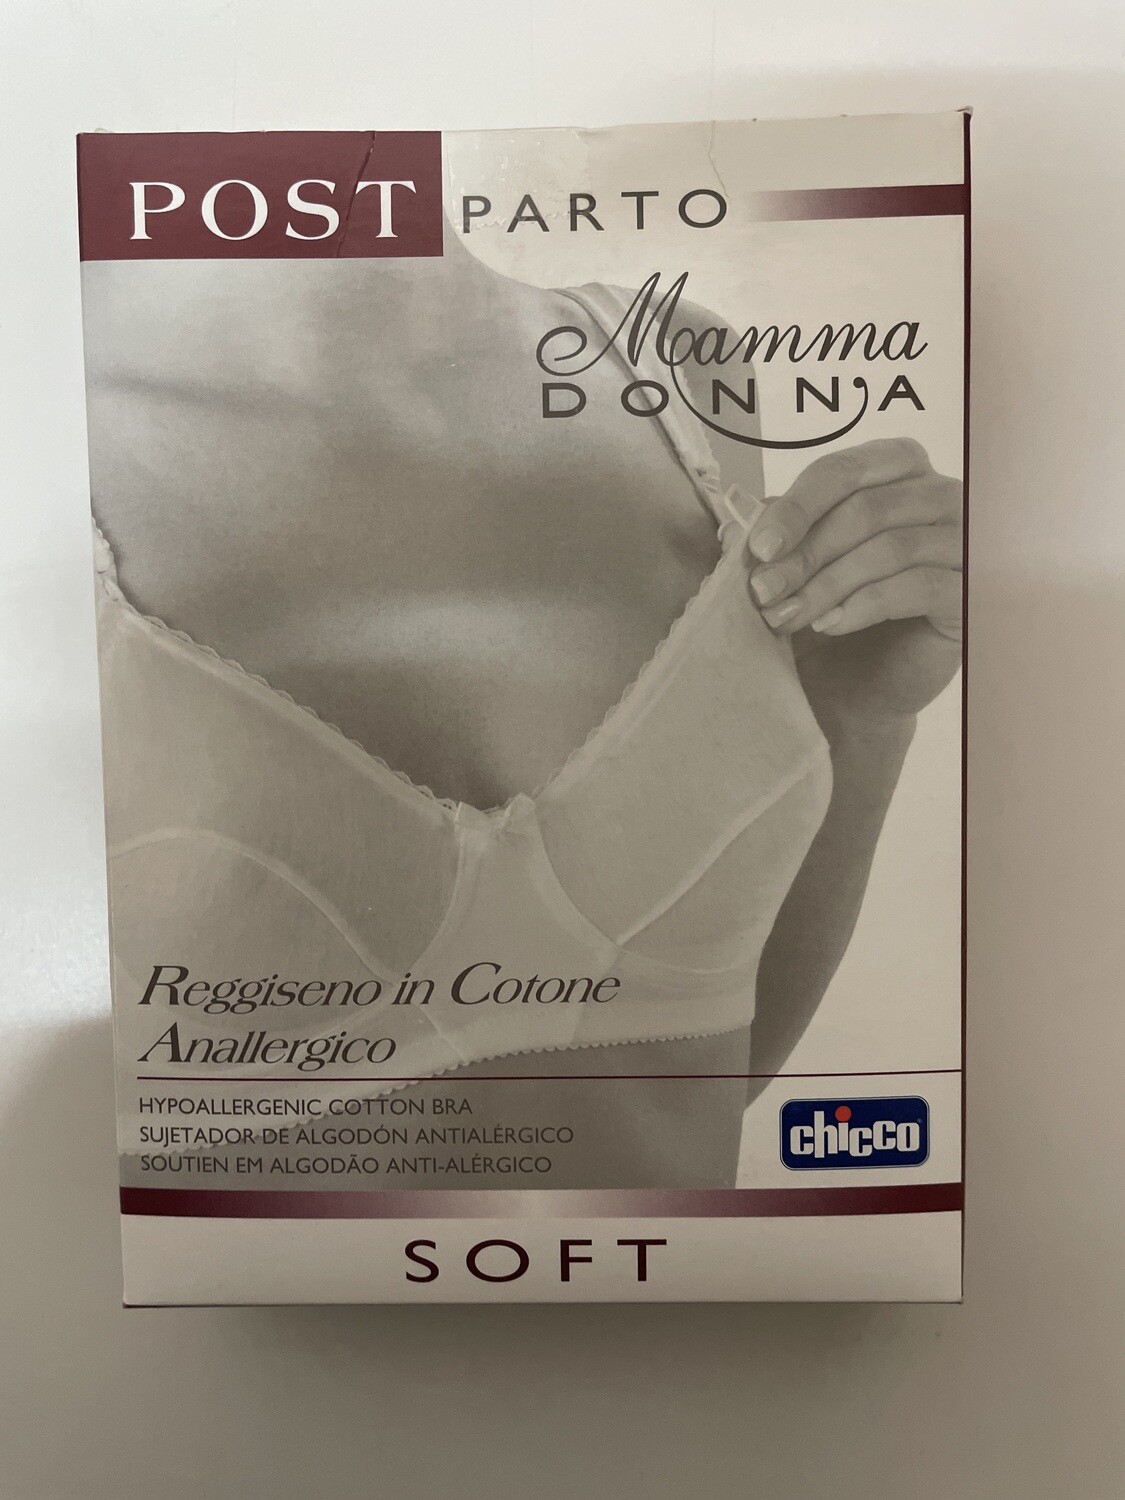 POST PARTO
Mamma
DONNA
Reggiseno in Cotone
Anallergico
HYPOALLERGENIC COTTON BRA
SUJETADOR DE ALGODÓN ANTIALÉRGICO
SOUTIEN EM ALGODÃO ANTI-ALÉRGICO
chicco
SOFT